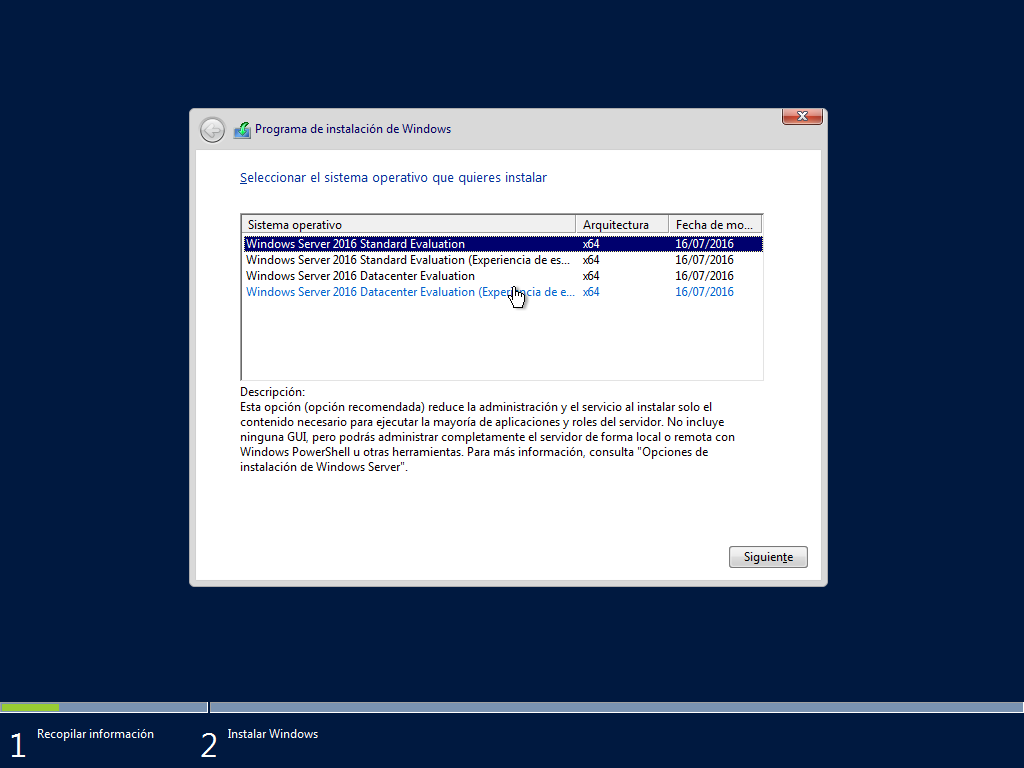 Programa de instalación de Windows
Seleccionar el sistema operativo que quieres instalar
Sistema operativo Arquitectura Fecha de mo...
Windows Server 2016 Standard Evaluation x64 16/07/2016
Windows Server 2016 Standard Evaluation (Experiencia de es... x64 16/07/2016
Windows Server 2016 Datacenter Evaluation x64 16/07/2016
Windows Server 2016 Datacenter Evaluation (Experiencia de e... x64 16/07/2016
Descripción:
Esta opción (opción recomendada) reduce la administración y el servicio al instalar solo el
contenido necesario para ejecutar la mayoría de aplicaciones y roles del servidor. No incluye
ninguna GUI, pero podrás administrar completamente el servidor de forma local o remota con
Windows PowerShell u otras herramientas. Para más información, consulta "Opciones de
instalación de Windows Server".
Siguiente
1 Recopilar información 2 Instalar Windows